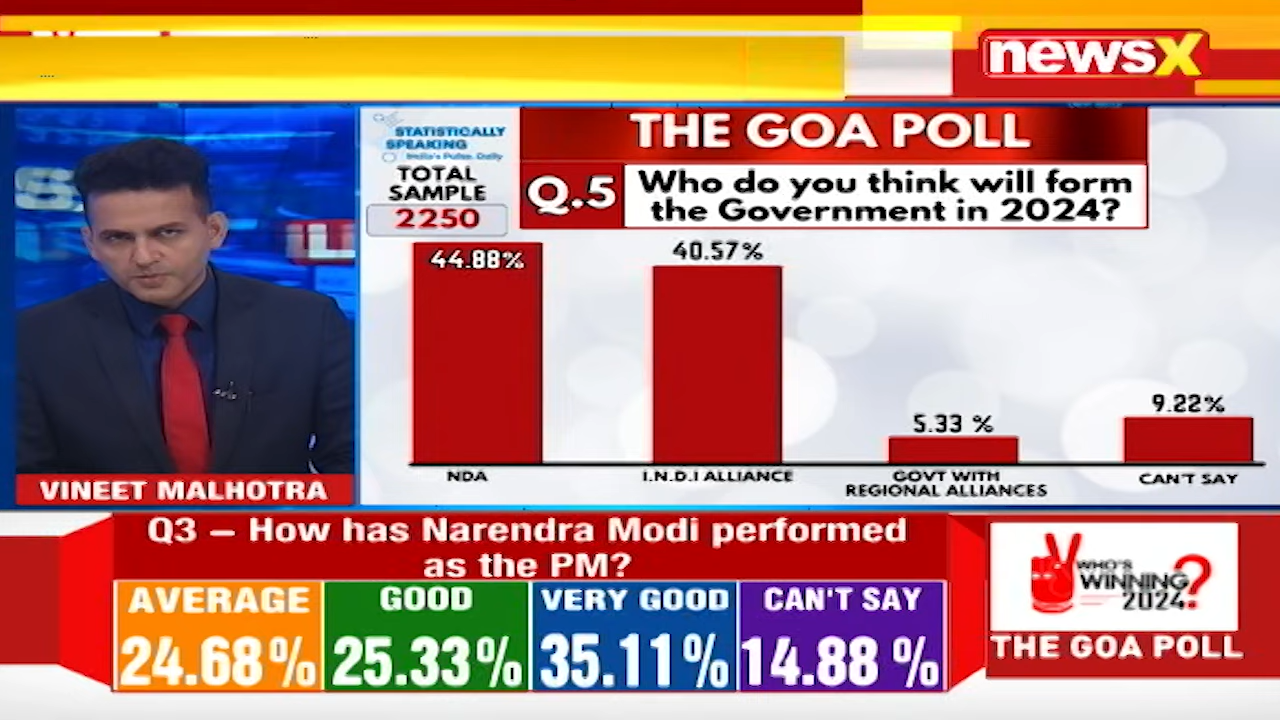 newsX
STATISTICALLY
SPEAKING
India's Pulse, Daily
TOTAL
SAMPLE
2250
THE GOA POLL
Q.5
Who do you think will form
the Government in 2024?
44.88%
40.57%
5.33 %
9.22%
NDA
I.N.D.I ALLIANCE
GOVT WITH
REGIONAL ALLIANCES
CAN'T SAY
VINEET MALHOTRA
Q3 – How has Narendra Modi performed
as the PM?
AVERAGE
24.68%
GOOD
25.33%
VERY GOOD
35.11%
CAN'T SAY
14.88 %
WHO'S
WINNING
2024?
THE GOA POLL